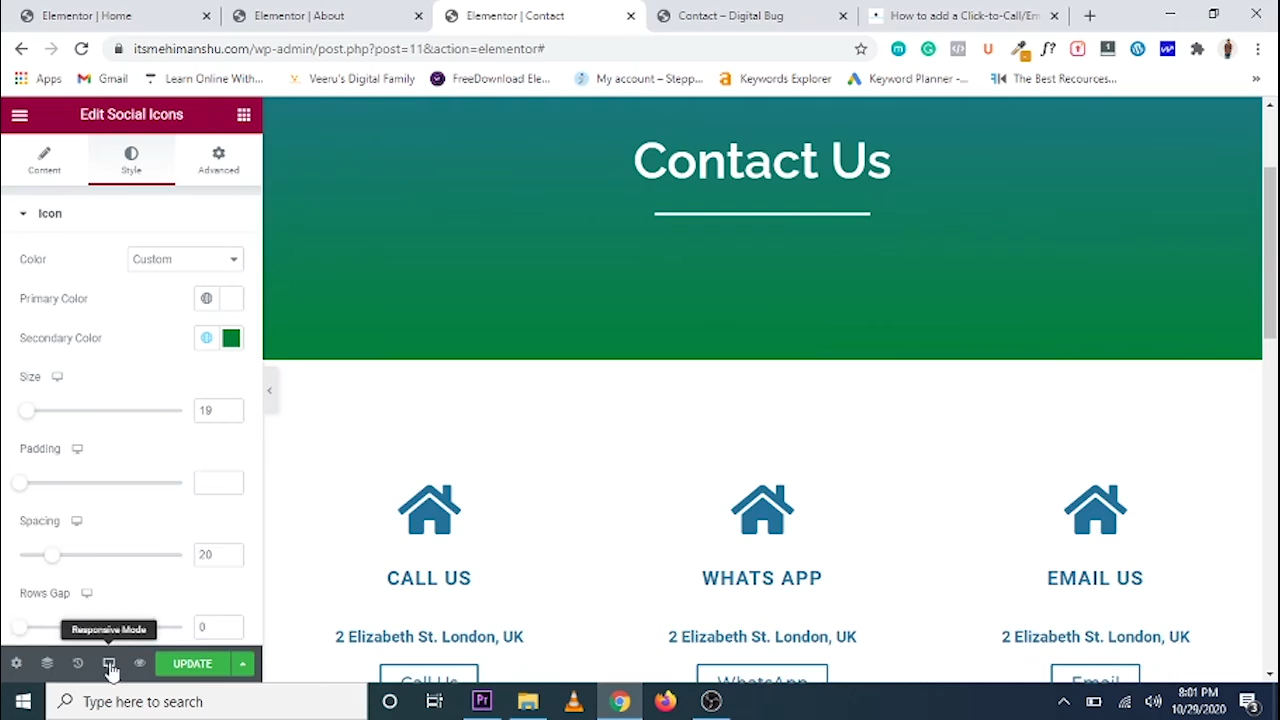 Elementor | Home
Elementor | About
Elementor | Contact
Contact – Digital Bug
How to add a Click-to-Call/Em
itsmehimanshu.com/wp-admin/post.php?post=11&action=elementor#
Apps
Gmail
Learn Online With...
Veeru's Digital Family
FreeDownload Ele...
My account – Stepp...
Keywords Explorer
Keyword Planner -...
The Best Recources...
Edit Social Icons
Content
Style
Advanced
Icon
Color
Custom
Primary Color
Secondary Color
Size
19
Padding
Spacing
20
Rows Gap
0
Responsive Mode
UPDATE
Contact Us
CALL US
WHATS APP
EMAIL US
2 Elizabeth St. London, UK
2 Elizabeth St. London, UK
2 Elizabeth St. London, UK
Call Us
WhatsApp
Email
Type here to search
8:01 PM
10/29/2020
3